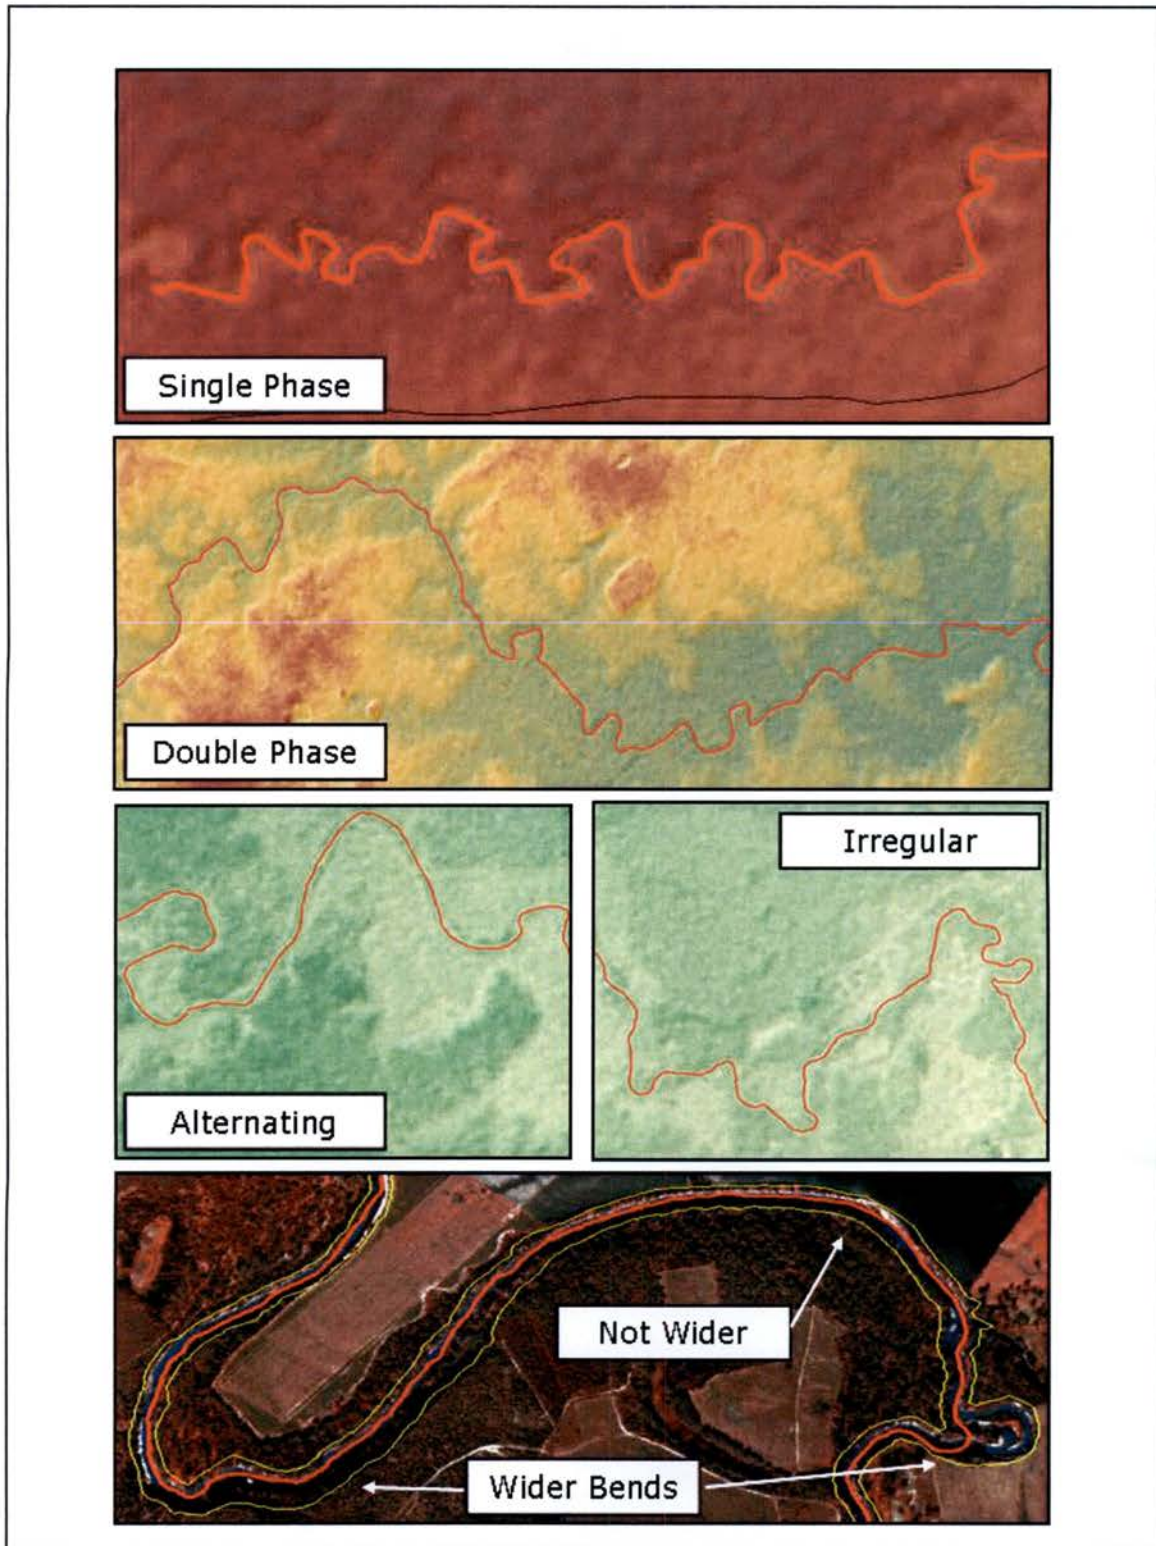 Single Phase
Double Phase
Irregular
Alternating
Not Wider
Wider Bends